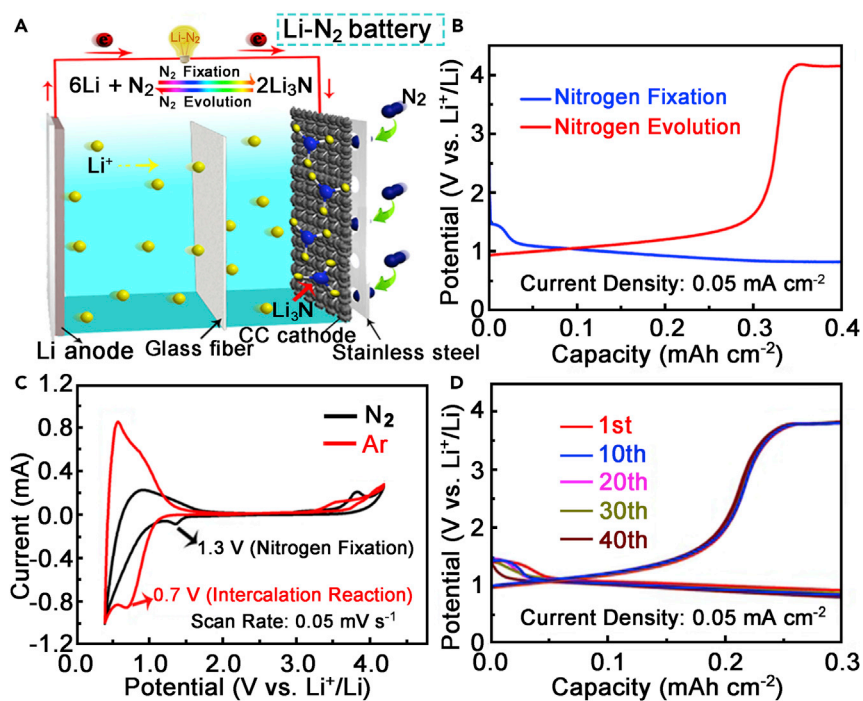 A
e
Li-N₂
e
Li-N₂ battery
N₂ Fixation
6Li + N₂ 2Li₃N
N₂ Evolution
N₂
Li⁺
Li₃N
Li anode
Glass fiber
CC cathode
Stainless steel
B
Potential (V vs. Li⁺/Li)
4
3
2
1
Nitrogen Fixation
Nitrogen Evolution
Current Density: 0.05 mA cm⁻²
0.0 0.1 0.2 0.3 0.4
Capacity (mAh cm⁻²)
C
Current (mA)
1.2
0.8
0.4
0.0
-0.4
-0.8
-1.2
N₂
Ar
1.3 V (Nitrogen Fixation)
0.7 V (Intercalation Reaction)
Scan Rate: 0.05 mV s⁻¹
0.0 1.0 2.0 3.0 4.0
Potential (V vs. Li⁺/Li)
D
Potential (V vs. Li⁺/Li)
4
3
2
1
0
1st
10th
20th
30th
40th
Current Density: 0.05 mA cm⁻²
0.0 0.1 0.2 0.3
Capacity (mAh cm⁻²)